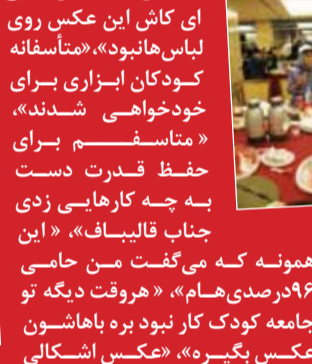 ای کاش این عکس روی
لباس‌هانبود»،«متأسفانه
کودکان ابزاری برای
خودخواهی شدند»،
«متاسفم برای
حفظ قدرت دست
به چه کارهایی زدی
جناب قالیباف»، «این
همونه که می‌گفت من حامی
۹۶درصدی‌هام»، «هروقت دیگه تو
جامعه کودک کار نبود بره باهاشون
عکس بگیره»، «عکس اشکالی